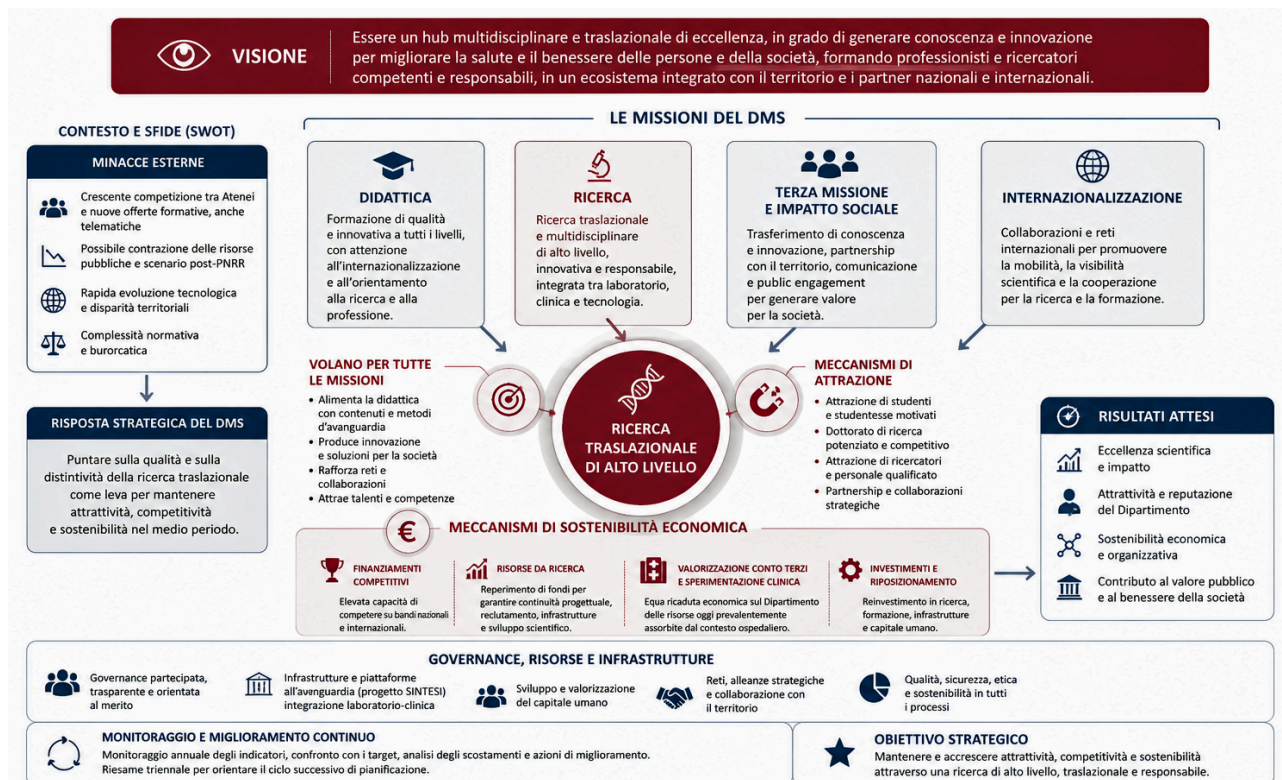 VISIONE
Essere un hub multidisciplinare e traslazionale di eccellenza, in grado di generare conoscenza e innovazione
per migliorare la salute e il benessere delle persone e della società, formando professionisti e ricercatori
competenti e responsabili, in un ecosistema integrato con il territorio e i partner nazionali e internazionali.
CONTESTO E SFIDE (SWOT)
MINACCE ESTERNE
Crescente competizione tra Atenei
e nuove offerte formative, anche
telematiche
Possibile contrazione delle risorse
pubbliche e scenario post-PNRR
Rapida evoluzione tecnologica
e disparità territoriali
Complessità normativa
e burorcatica
RISPOSTA STRATEGICA DEL DMS
Puntare sulla qualità e sulla
distintività della ricerca traslazionale
come leva per mantenere
attrattività, competitività
e sostenibilità nel medio periodo.
LE MISSIONI DEL DMS
DIDATTICA
Formazione di qualità
e innovativa a tutti i livelli,
con attenzione
all'internazionalizzazione
e all'orientamento
alla ricerca e alla
professione.
RICERCA
Ricerca traslazionale
e multidisciplinare
di alto livello,
innovativa e responsabile,
integrata tra laboratorio,
clinica e tecnologia.
TERZA MISSIONE
E IMPATTO SOCIALE
Trasferimento di conoscenza
e innovazione, partnership
con il territorio, comunicazione
e public engagement
per generare valore
per la società.
INTERNAZIONALIZZAZIONE
Collaborazioni e reti
internazionali per promuovere
la mobilità, la visibilità
scientifica e la cooperazione
per la ricerca e la formazione.
VOLANO PER TUTTE
LE MISSIONI
• Alimenta la didattica
con contenuti e metodi
d'avanguardia
• Produce innovazione
e soluzioni per la società
• Rafforza reti e
collaborazioni
• Attrae talenti e competenze
RICERCA
TRASLAZIONALE
DI ALTO LIVELLO
MECCANISMI DI
ATTRAZIONE
• Attrazione di studenti
e studentesse motivati
• Dottorato di ricerca
potenziato e competitivo
• Attrazione di ricercatori
e personale qualificato
• Partnership e collaborazioni
strategiche
€
MECCANISMI DI SOSTENIBILITÀ ECONOMICA
FINANZIAMENTI
COMPETITIVI
Elevata capacità di
competere su bandi nazionali
e internazionali.
RISORSE DA RICERCA
Reperimento di fondi per
garantire continuità progettuale,
reclutamento, infrastrutture
e sviluppo scientifico.
VALORIZZAZIONE CONTO TERZI
E SPERIMENTAZIONE CLINICA
Equa ricaduta economica sul Dipartimento
delle risorse oggi prevalentemente
assorbite dal contesto ospedaliero.
INVESTIMENTI E
RIPOSIZIONAMENTO
Reinvestimento in ricerca,
formazione, infrastrutture
e capitale umano.
RISULTATI ATTESI
Eccellenza scientifica
e impatto
Attrattività e reputazione
del Dipartimento
Sostenibilità economica
e organizzativa
Contributo al valore pubblico
e al benessere della società
GOVERNANCE, RISORSE E INFRASTRUTTURE
Governance partecipata,
trasparente e orientata
al merito
Infrastrutture e piattaforme
all'avanguardia (progetto SINTESI)
integrazione laboratorio-clinica
Sviluppo e valorizzazione
del capitale umano
Reti, alleanze strategiche
e collaborazione con
il territorio
Qualità, sicurezza, etica
e sostenibilità in tutti
i processi
MONITORAGGIO E MIGLIORAMENTO CONTINUO
Monitoraggio annuale degli indicatori, confronto con i target, analisi degli scostamenti e azioni di miglioramento.
Riesame triennale per orientare il ciclo successivo di pianificazione.
OBIETTIVO STRATEGICO
Mantenere e accrescere attrattività, competitività e sostenibilità
attraverso una ricerca di alto livello, traslazionale e responsabile.